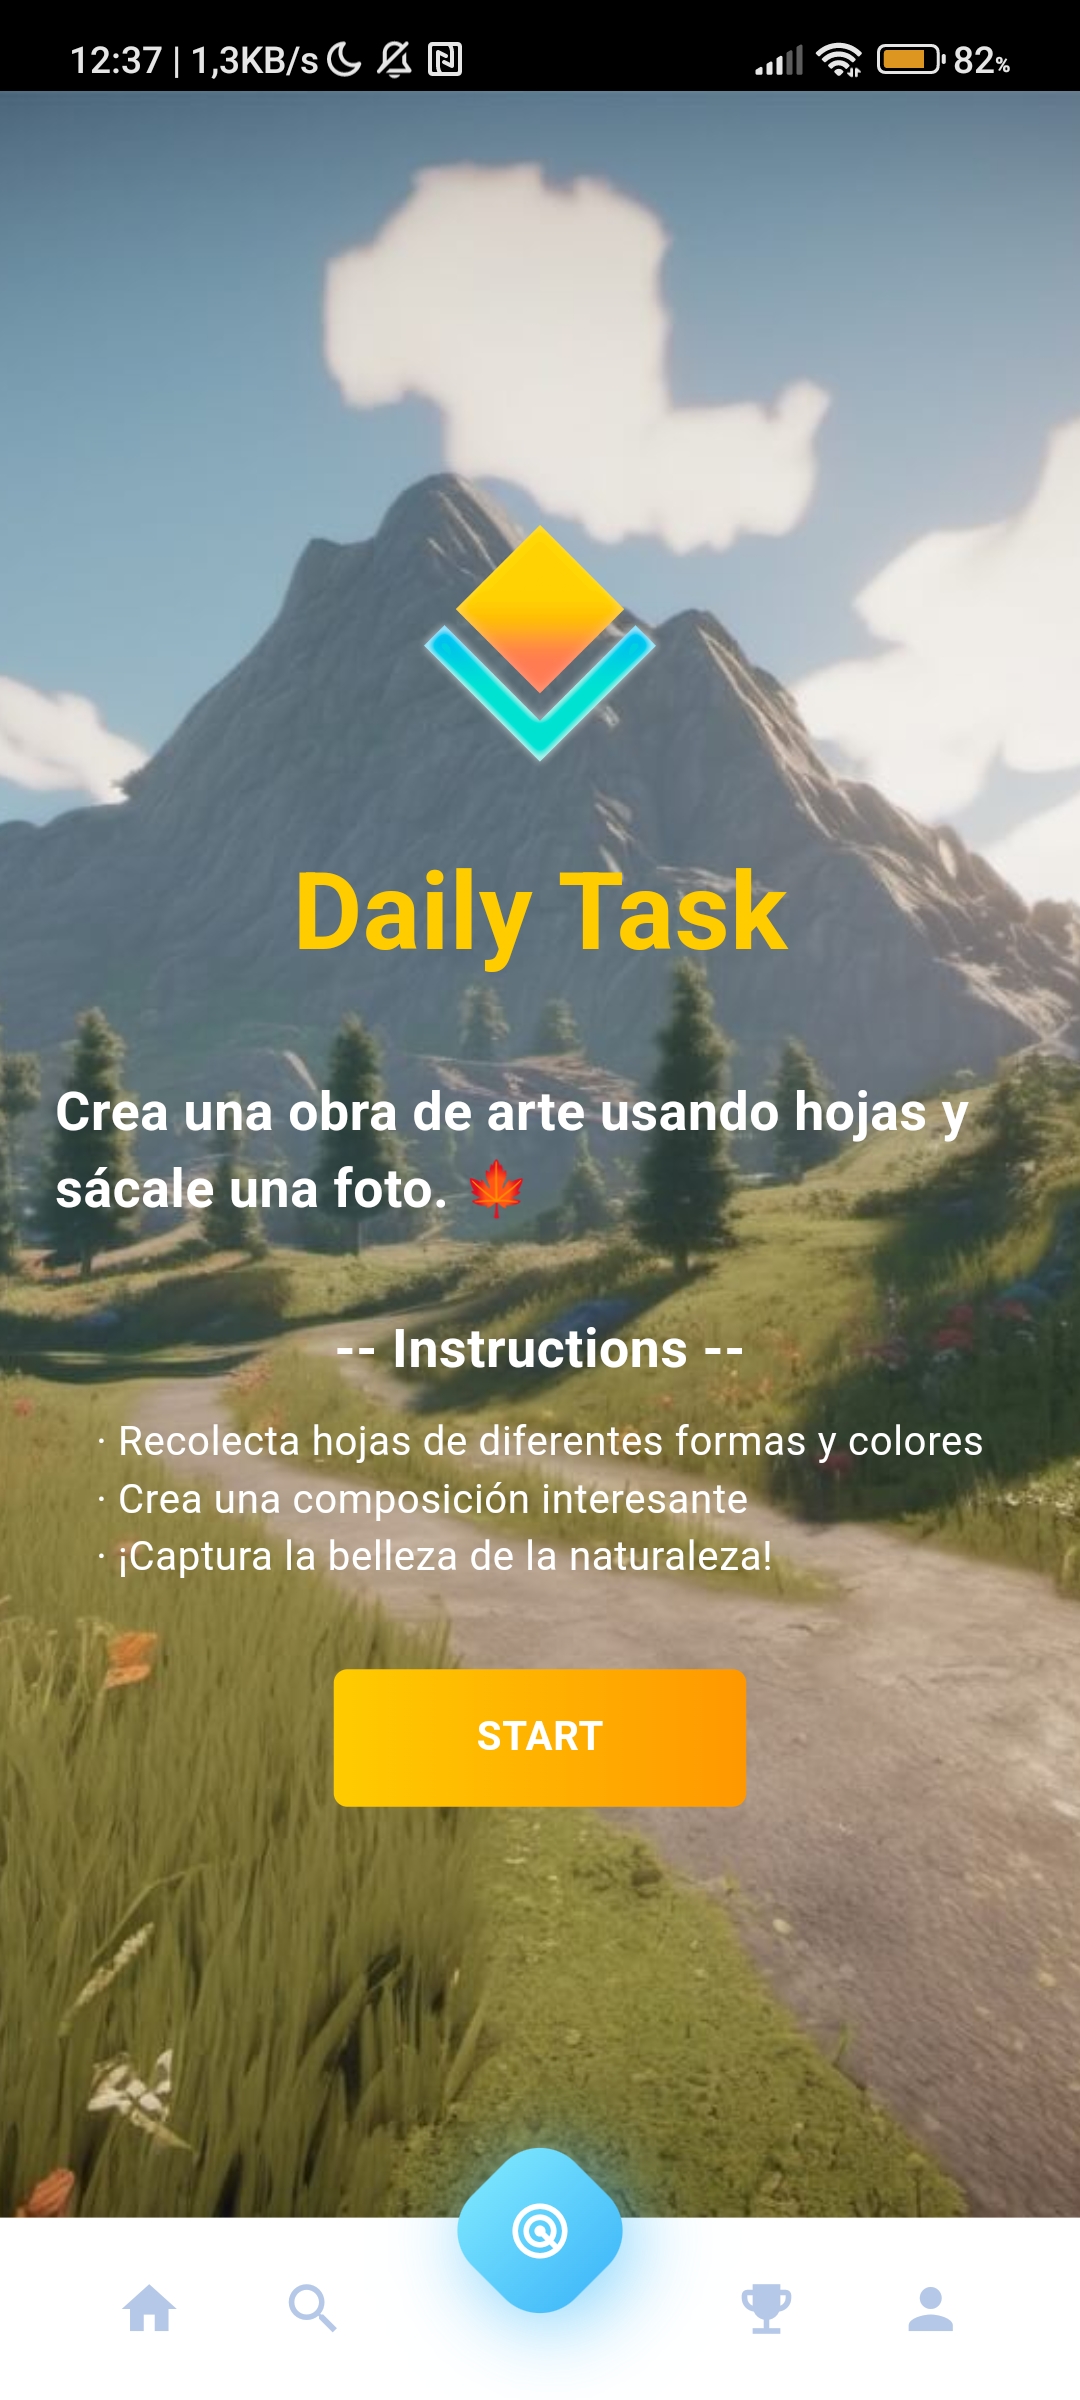 12:37 | 1,3KB/s
82%
Daily Task
Crea una obra de arte usando hojas y
sácale una foto. 🍁
-- Instructions --
· Recolecta hojas de diferentes formas y colores
· Crea una composición interesante
· ¡Captura la belleza de la naturaleza!
START